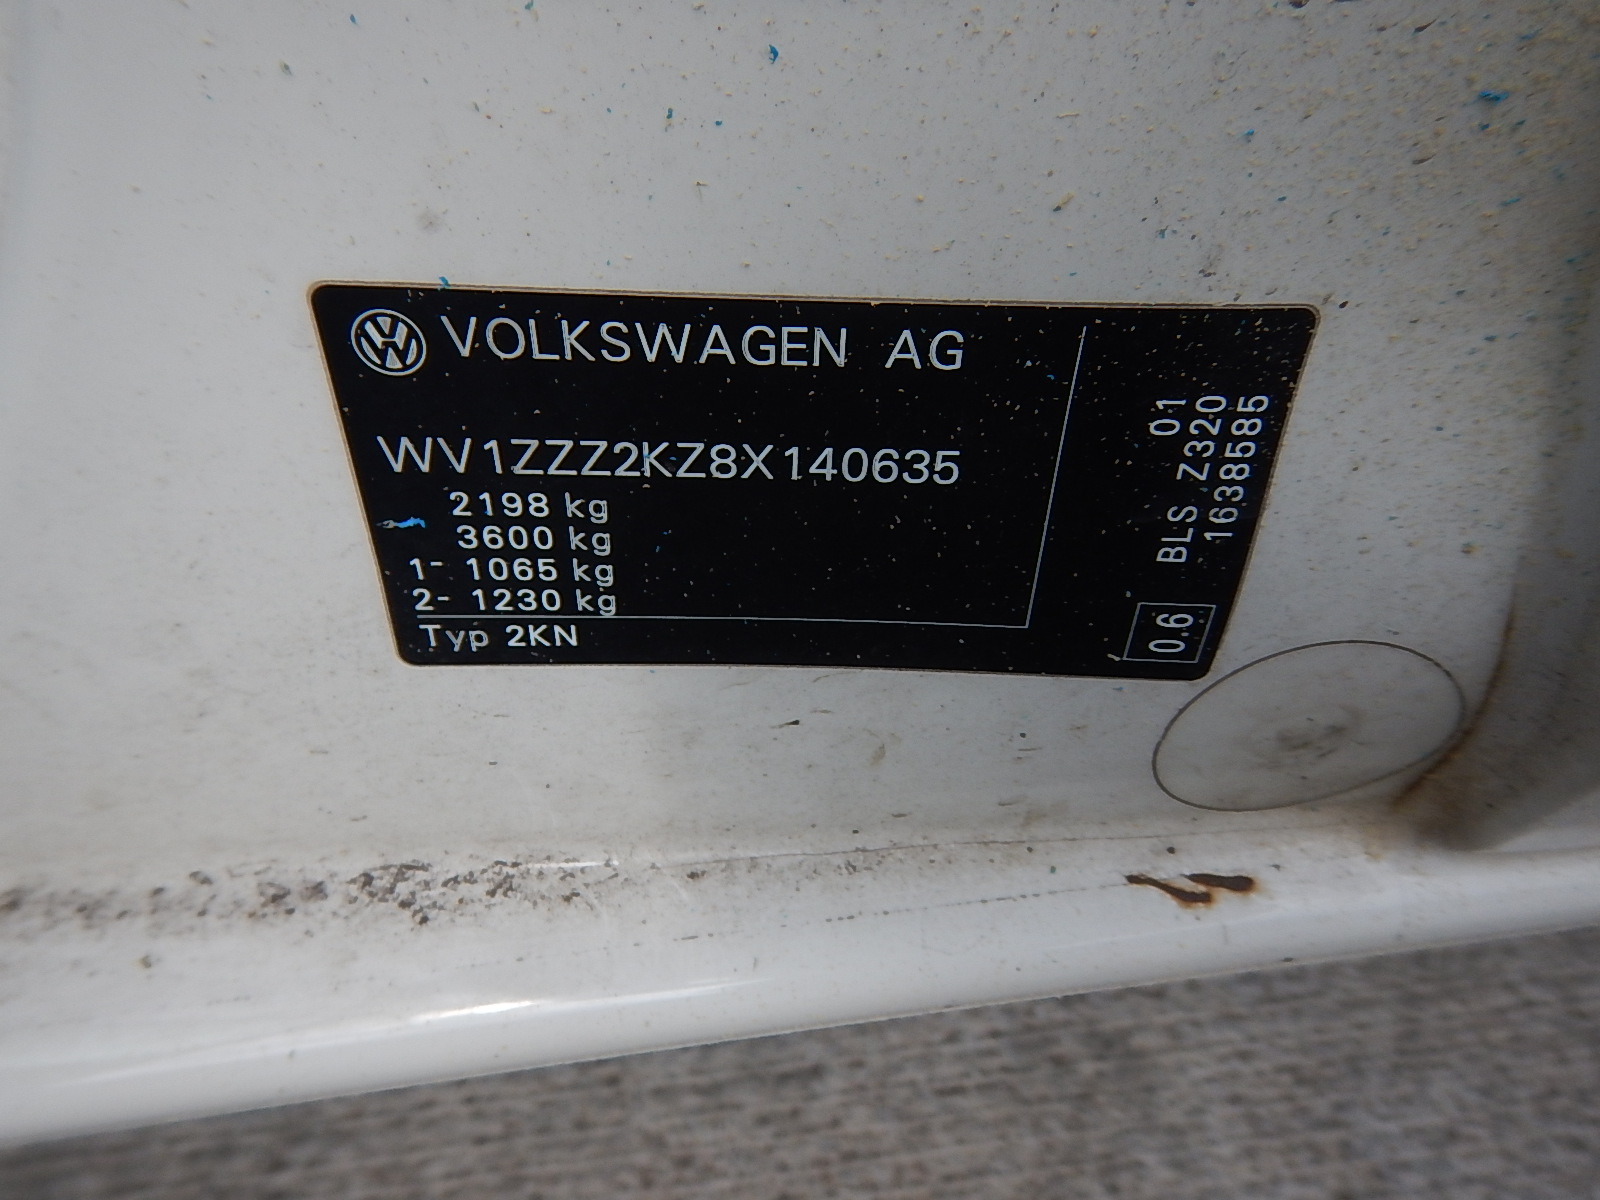 VOLKSWAGEN AG
WV1ZZZ2KZ8X140635
2198 kg
3600 kg
1- 1065 kg
2- 1230 kg
Typ 2KN
01
BLS Z320
1638585
0.6